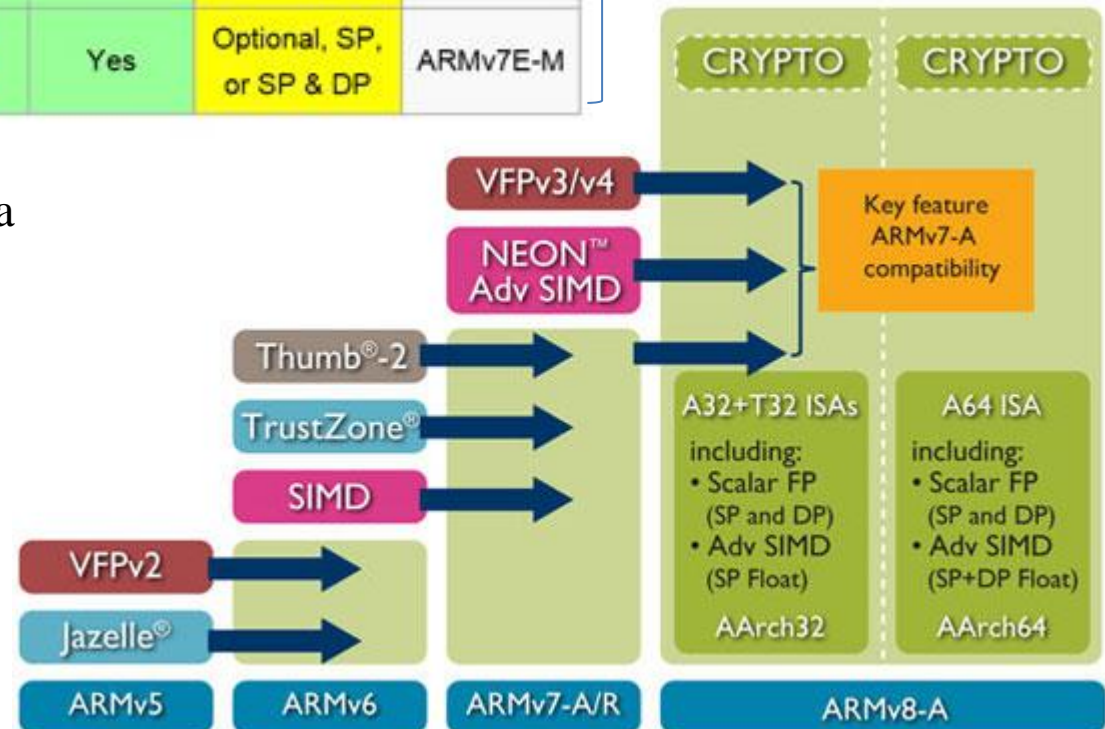 Yes
Optional, SP,
or SP & DP
ARMv7E-M
a
CRYPTO
CRYPTO
VFPv3/v4
NEON™
Adv SIMD
Key feature
ARMv7-A
compatibility
Thumb®-2
TrustZone®
SIMD
A32+T32 ISAs
including:
• Scalar FP
(SP and DP)
• Adv SIMD
(SP Float)
AArch32
A64 ISA
including:
• Scalar FP
(SP and DP)
• Adv SIMD
(SP+DP Float)
AArch64
VFPv2
Jazelle®
ARMv5
ARMv6
ARMv7-A/R
ARMv8-A